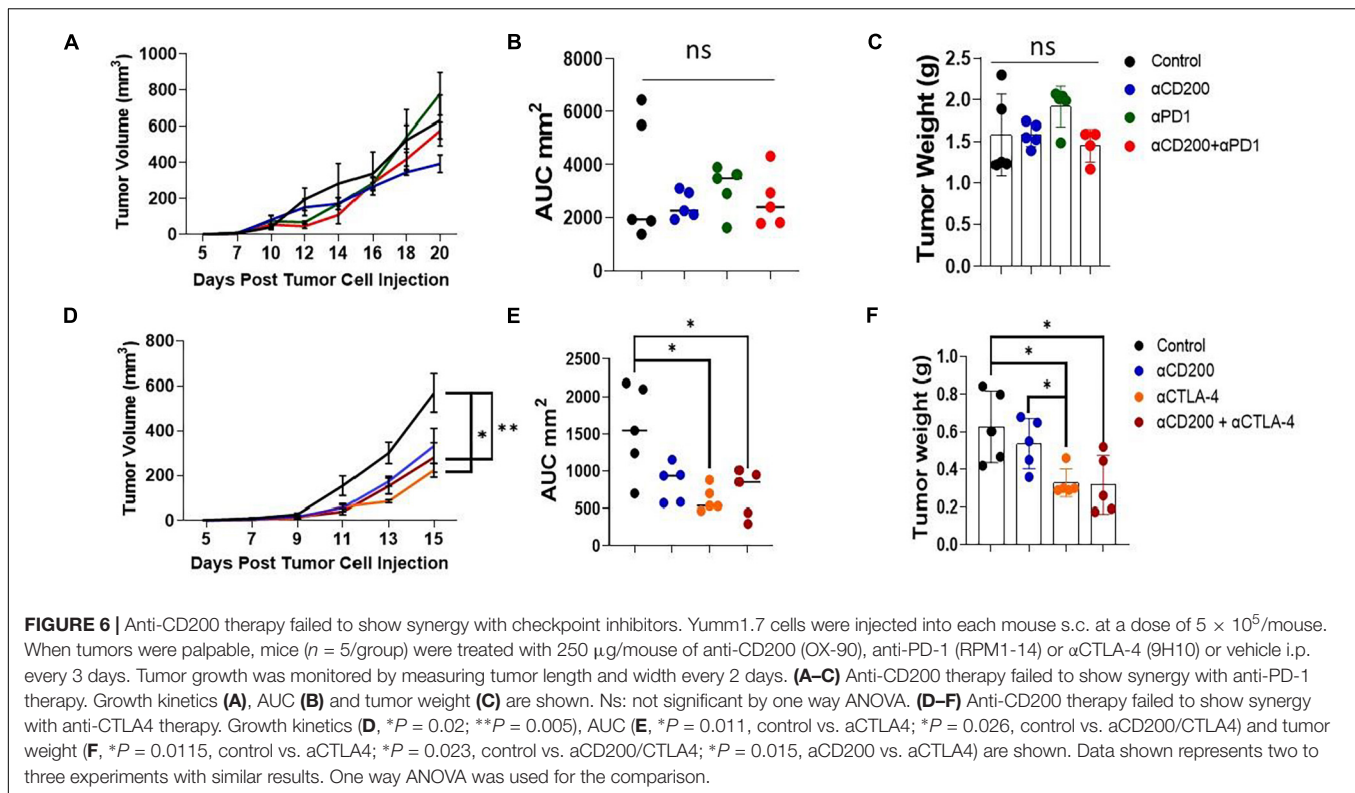 A
1000
800
600
400
200
0
Tumor Volume (mm³)
5 7 10 12 14 16 18 20
Days Post Tumor Cell Injection
B
ns
8000
6000
4000
2000
0
AUC mm²
C
ns
2.5
2.0
1.5
1.0
0.5
0.0
Tumor Weight (g)
Control
αCD200
αPD1
αCD200+αPD1
D
800
600
400
200
0
Tumor Volume (mm³)
5 7 9 11 13 15
Days Post Tumor Cell Injection
*
**
E
*
*
2500
2000
1500
1000
500
0
AUC mm²
F
*
*
*
1.0
0.8
0.6
0.4
0.2
0.0
Tumor weight (g)
Control
αCD200
αCTLA-4
αCD200 + αCTLA-4
FIGURE 6 | Anti-CD200 therapy failed to show synergy with checkpoint inhibitors. Yumm1.7 cells were injected into each mouse s.c. at a dose of 5 × 10⁵/mouse.
When tumors were palpable, mice (n = 5/group) were treated with 250 μg/mouse of anti-CD200 (OX-90), anti-PD-1 (RPM1-14) or αCTLA-4 (9H10) or vehicle i.p.
every 3 days. Tumor growth was monitored by measuring tumor length and width every 2 days. (A–C) Anti-CD200 therapy failed to show synergy with anti-PD-1
therapy. Growth kinetics (A), AUC (B) and tumor weight (C) are shown. Ns: not significant by one way ANOVA. (D–F) Anti-CD200 therapy failed to show synergy
with anti-CTLA4 therapy. Growth kinetics (D, *P = 0.02; **P = 0.005), AUC (E, *P = 0.011, control vs. aCTLA4; *P = 0.026, control vs. aCD200/CTLA4) and tumor
weight (F, *P = 0.0115, control vs. aCTLA4; *P = 0.023, control vs. aCD200/CTLA4; *P = 0.015, aCD200 vs. aCTLA4) are shown. Data shown represents two to
three experiments with similar results. One way ANOVA was used for the comparison.